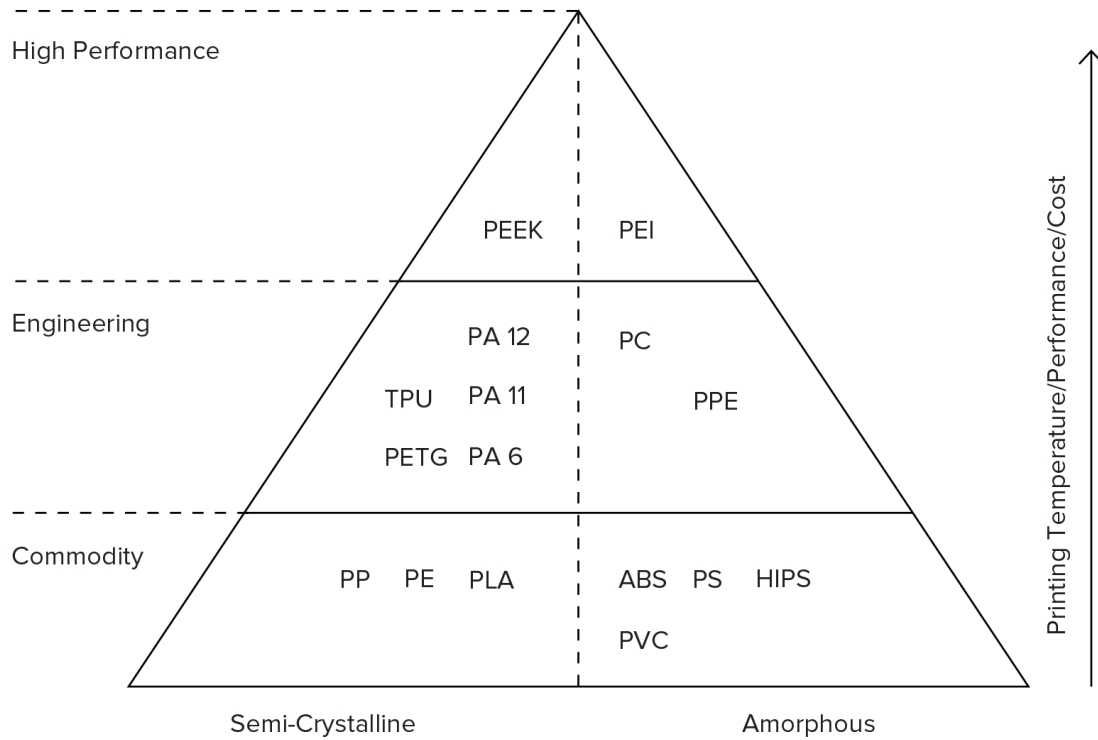 High Performance
PEEK PEI
Engineering
PA 12 PC
TPU PA 11 PPE
PETG PA 6
Commodity
PP PE PLA ABS PS HIPS
PVC
Semi-Crystalline Amorphous
Printing Temperature/Performance/Cost